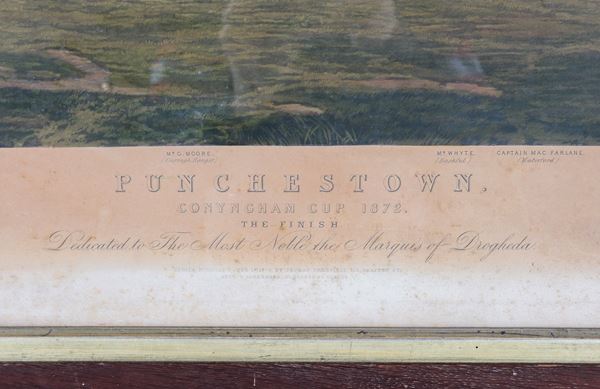 MR. G. MOORE. MR. WHYTE. CAPTAIN MAC FARLANE.
(Curragh Ranger) (Bashful) (Waterford)
PUNCHESTOWN.
CONYNGHAM CUP 1872.
THE FINISH
Dedicated to The Most Noble the Marquis of Drogheda.